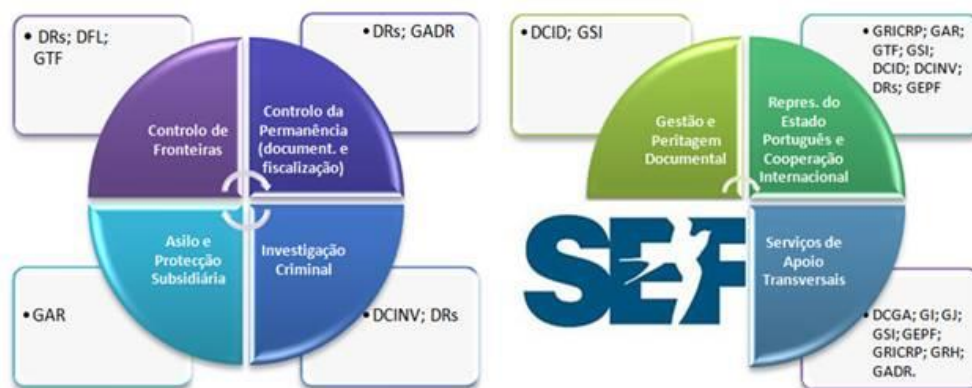 • DRs; DFL;
GTF
• DRs; GADR
Controlo de
Fronteiras
Controlo da
Permanência
(document. e
fiscalização)
Asilo e
Protecção
Subsidiária
Investigação
Criminal
• GAR
• DCINV; DRs
• DCID; GSI
• GRICRP; GAR;
GTF; GSI;
DCID; DCINV;
DRs; GEPF
Gestão e
Peritagem
Documental
Repres. do
Estado
Português e
Cooperação
Internacional
SEF
Serviços de
Apoio
Transversais
• DCGA; GI; GJ;
GSI; GEPF;
GRICRP; GRH;
GADR.